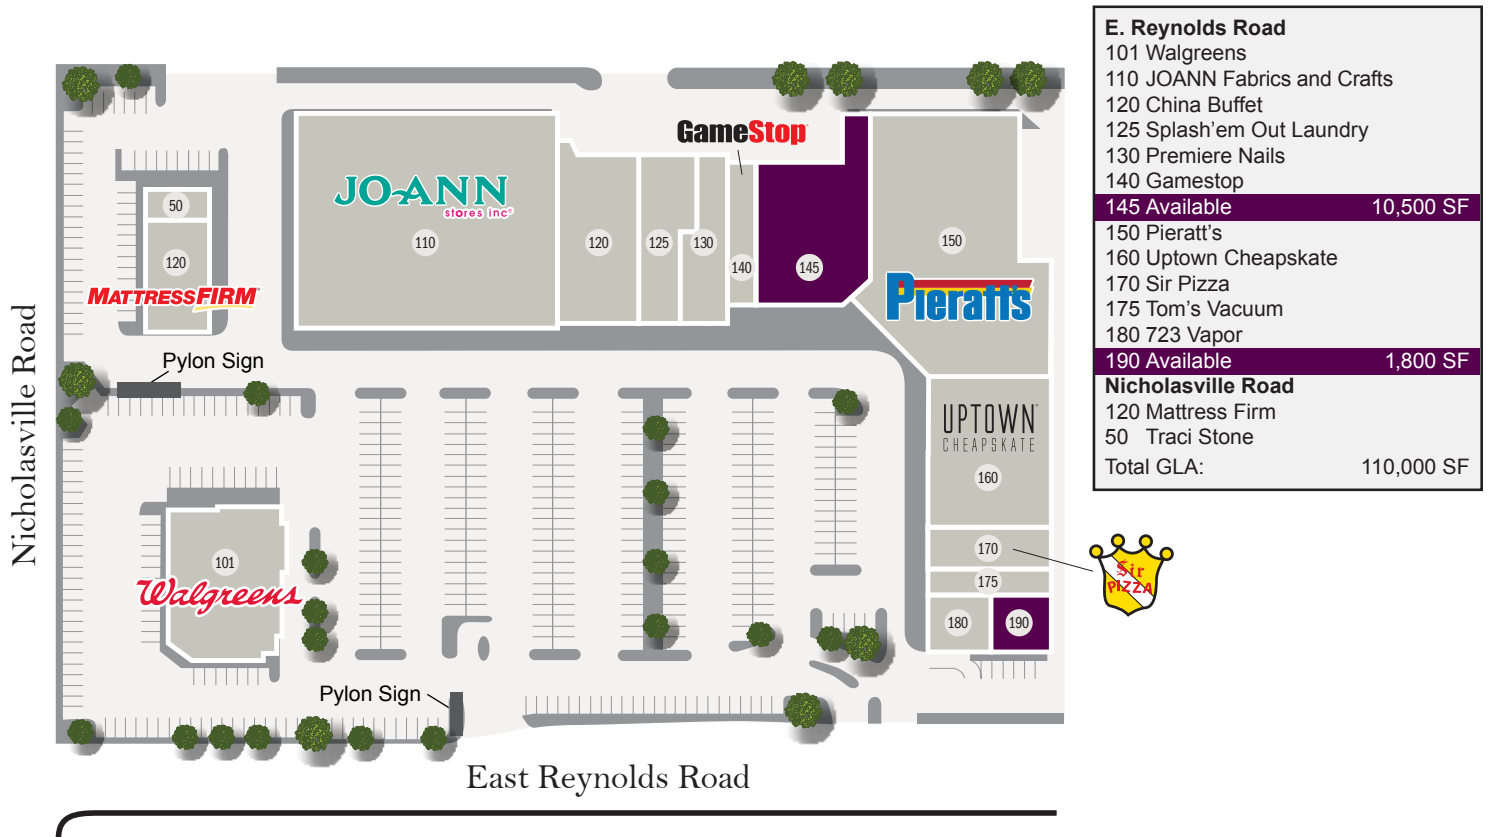 E. Reynolds Road
101 Walgreens
110 JOANN Fabrics and Crafts
120 China Buffet
125 Splash’em Out Laundry
130 Premiere Nails
140 Gamestop
145 Available 10,500 SF
150 Pieratt’s
160 Uptown Cheapskate
170 Sir Pizza
175 Tom’s Vacuum
180 723 Vapor
190 Available 1,800 SF
Nicholasville Road
120 Mattress Firm
50 Traci Stone
Total GLA: 110,000 SF
GameStop
JO-ANN
stores inc
110
120
125
130
140
145
150
Pieratt's
50
120
MATTRESSFIRM
Pylon Sign
Nicholasville Road
UPTOWN
CHEAPSKATE
160
170
175
180
190
Sir
PIZZA
101
Walgreens
Pylon Sign
East Reynolds Road